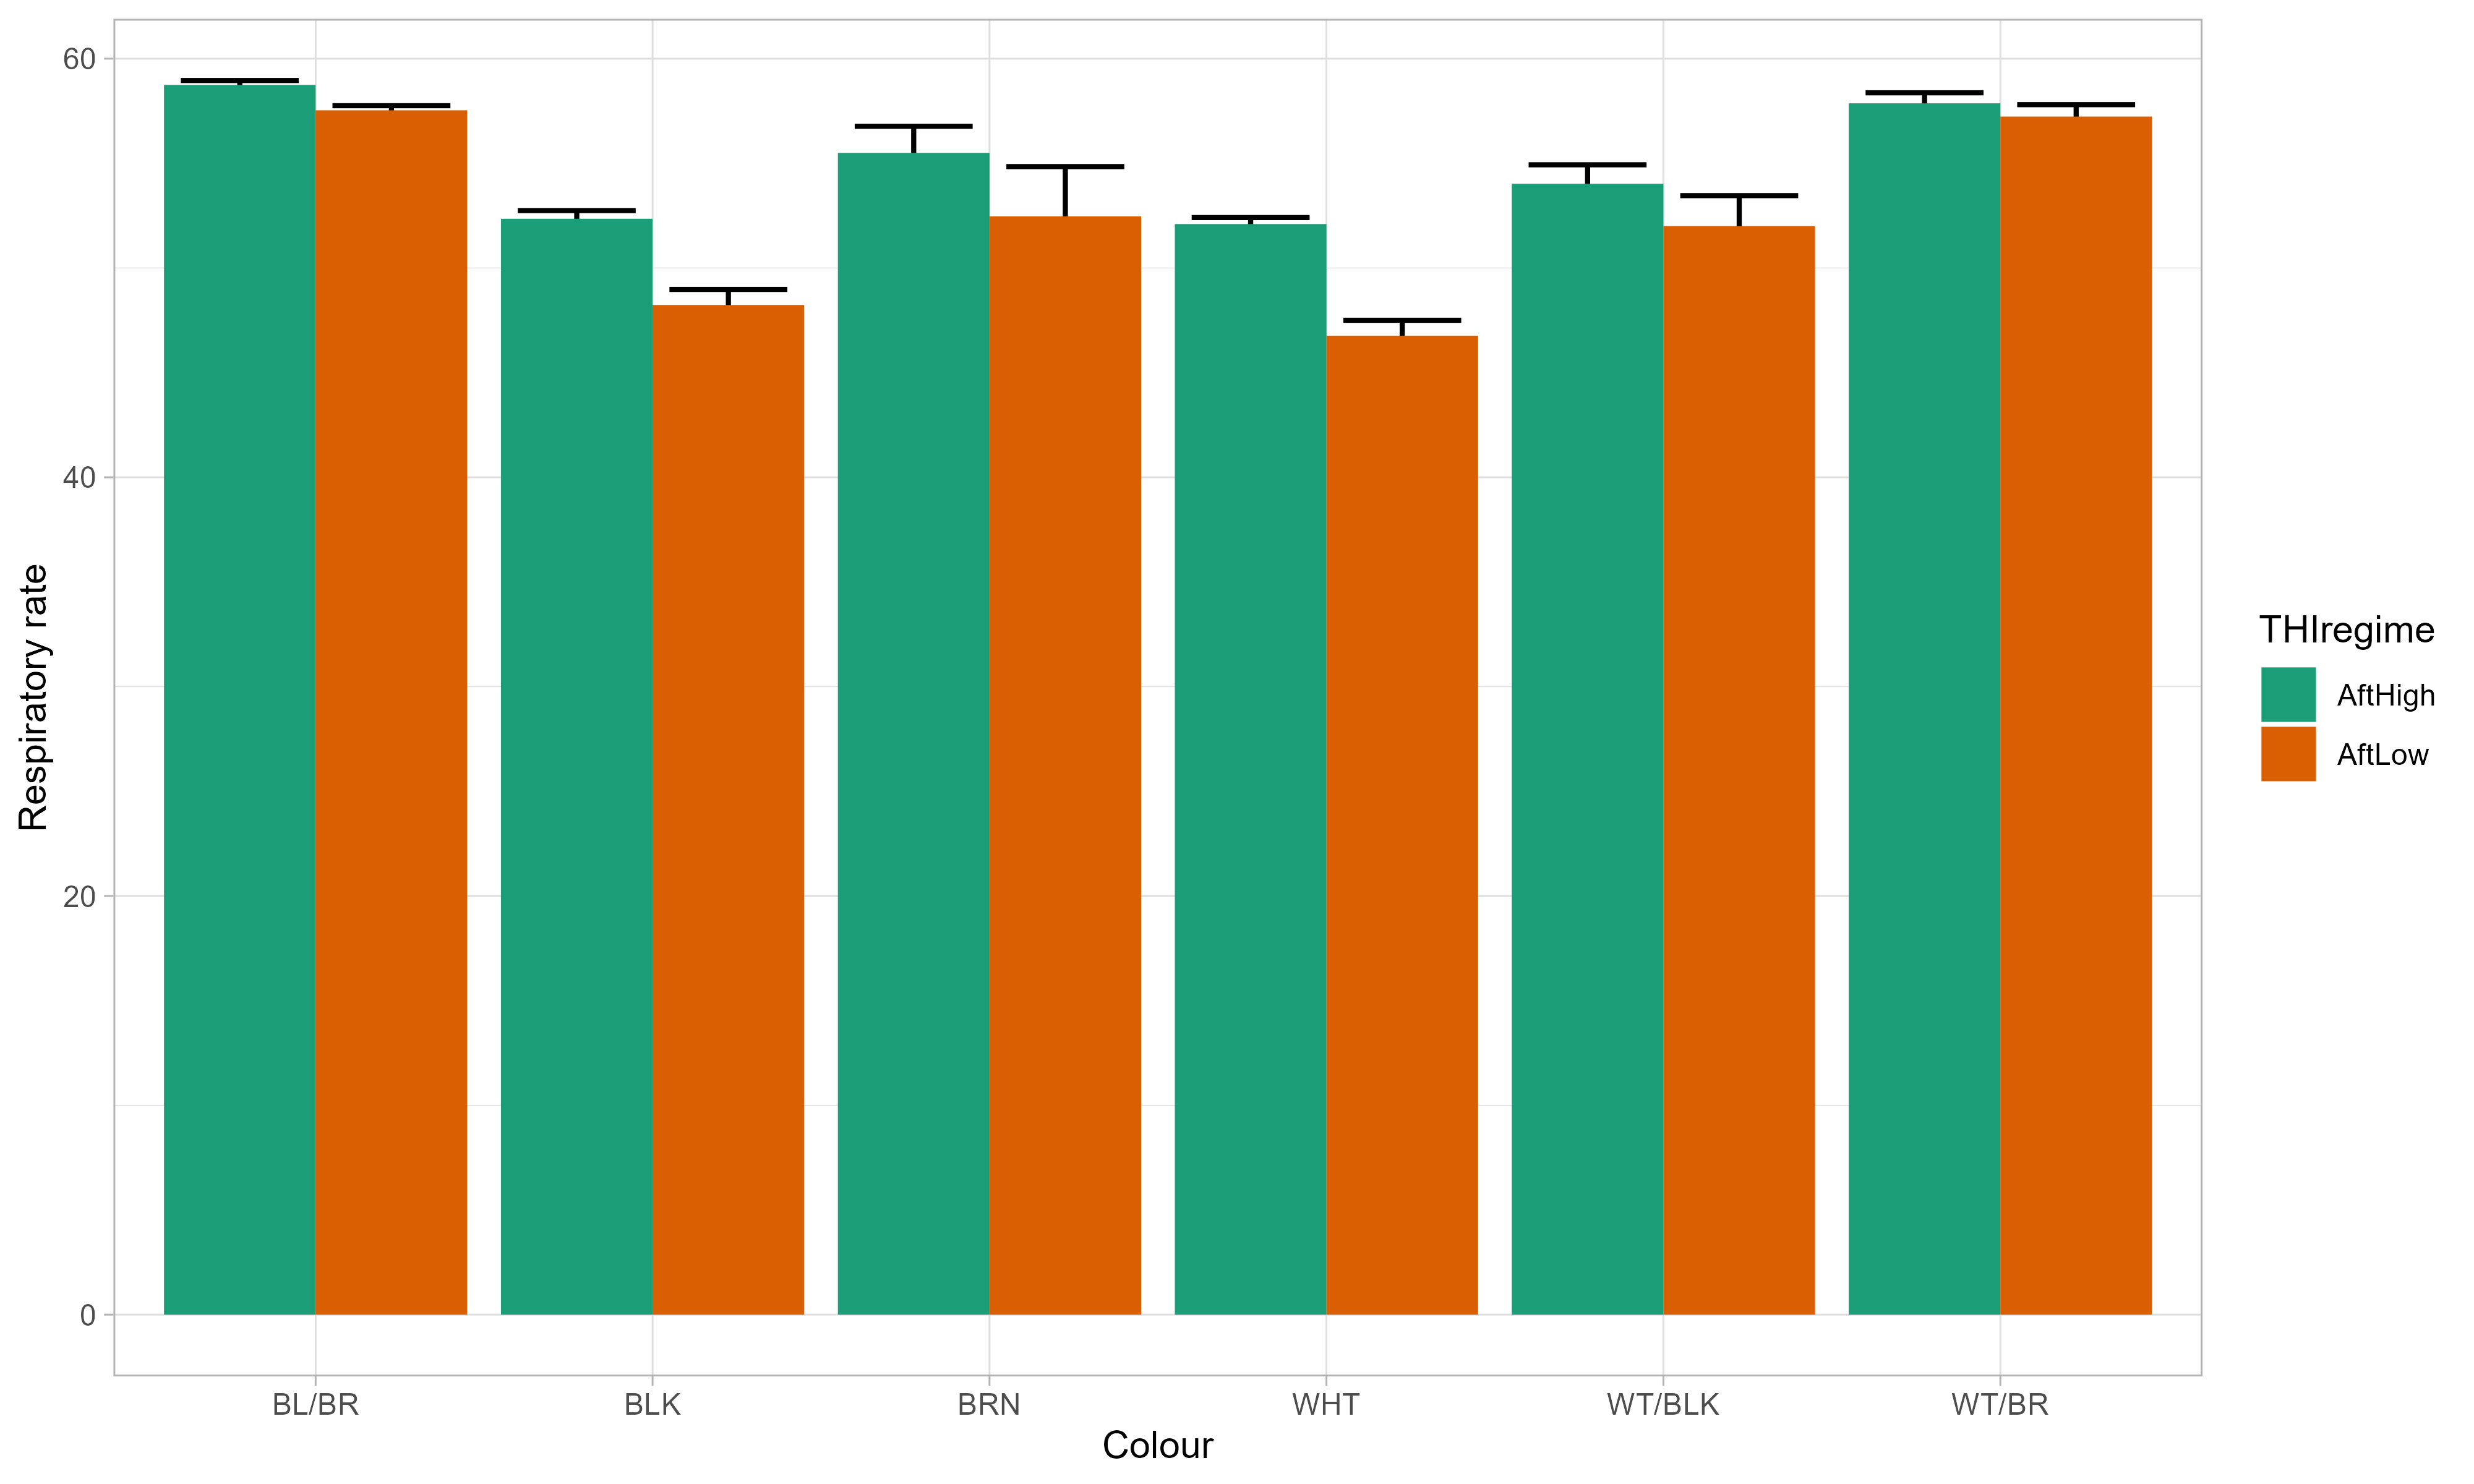 60
40
20
0
Respiratory rate
BL/BR BLK BRN WHT WT/BLK WT/BR
Colour
THIregime
AftHigh
AftLow